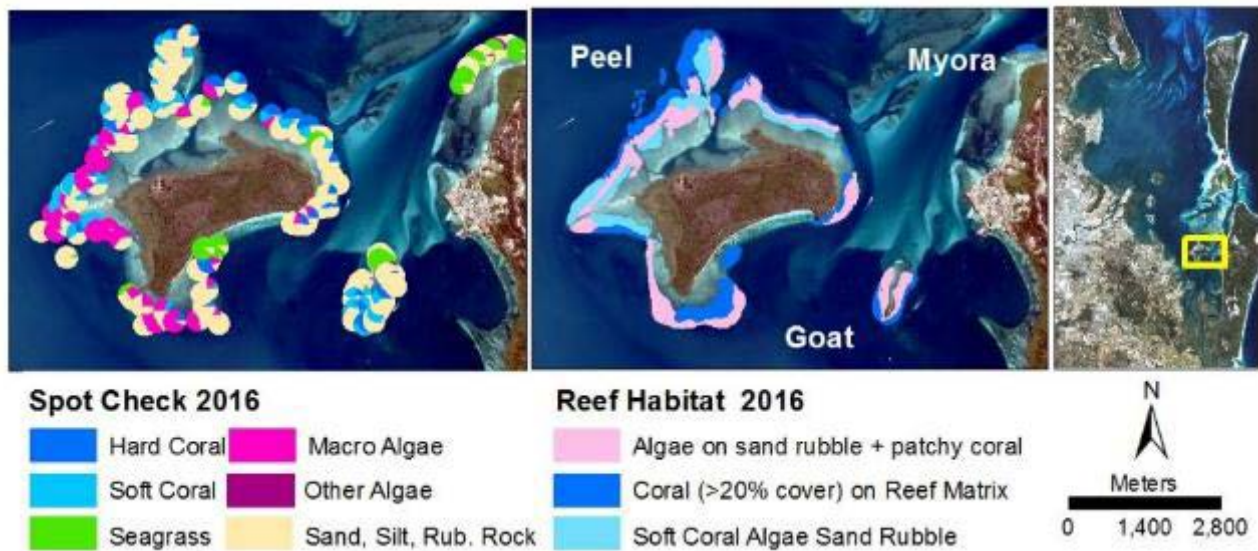 Peel
Myora
Goat
Spot Check 2016
Hard Coral
Macro Algae
Soft Coral
Other Algae
Seagrass
Sand, Silt, Rub. Rock
Reef Habitat 2016
Algae on sand rubble + patchy coral
Coral (>20% cover) on Reef Matrix
Soft Coral Algae Sand Rubble
N
Meters
0 1,400 2,800